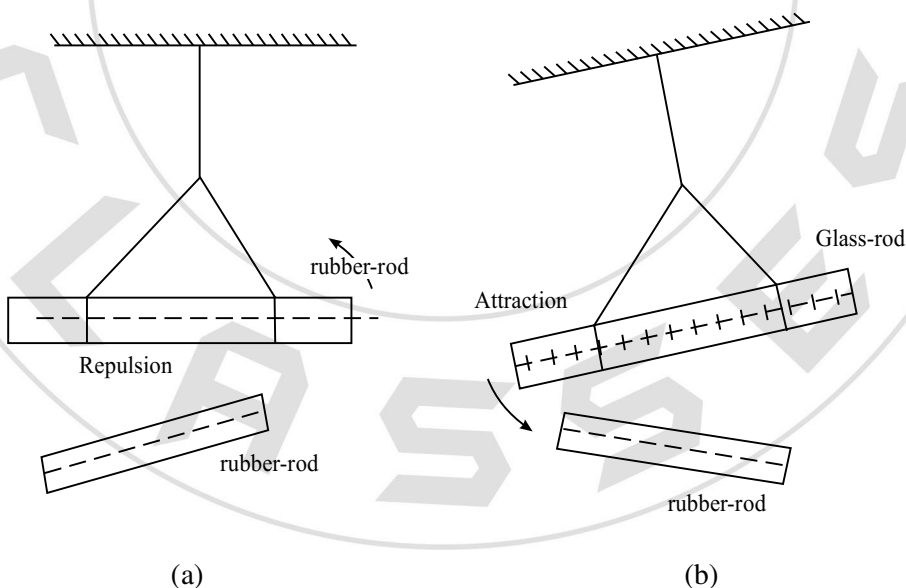 rubber-rod
Repulsion
rubber-rod
(a)
Glass-rod
Attraction
rubber-rod
(b)